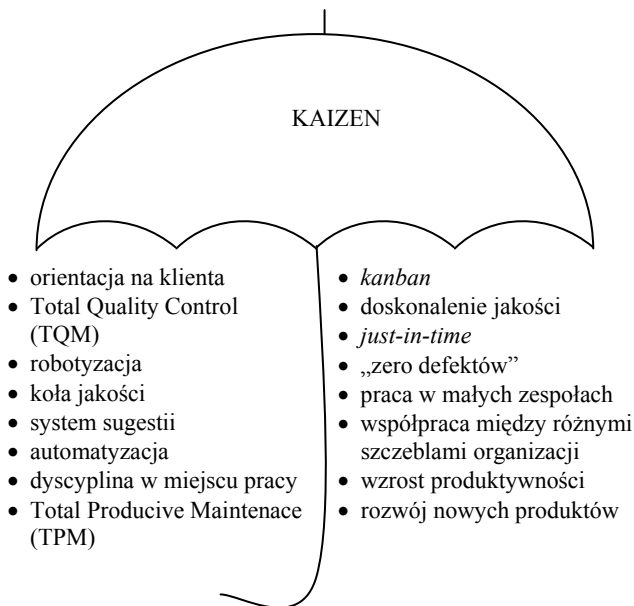 KAIZEN
• orientacja na klienta
• Total Quality Control
(TQM)
• robotyzacja
• koła jakości
• system sugestii
• automatyzacja
• dyscyplina w miejscu pracy
• Total Producive Maintenace
(TPM)
• kanban
• doskonalenie jakości
• just-in-time
• „zero defektów”
• praca w małych zespołach
• współpraca między różnymi
szczeblami organizacji
• wzrost produktywności
• rozwój nowych produktów